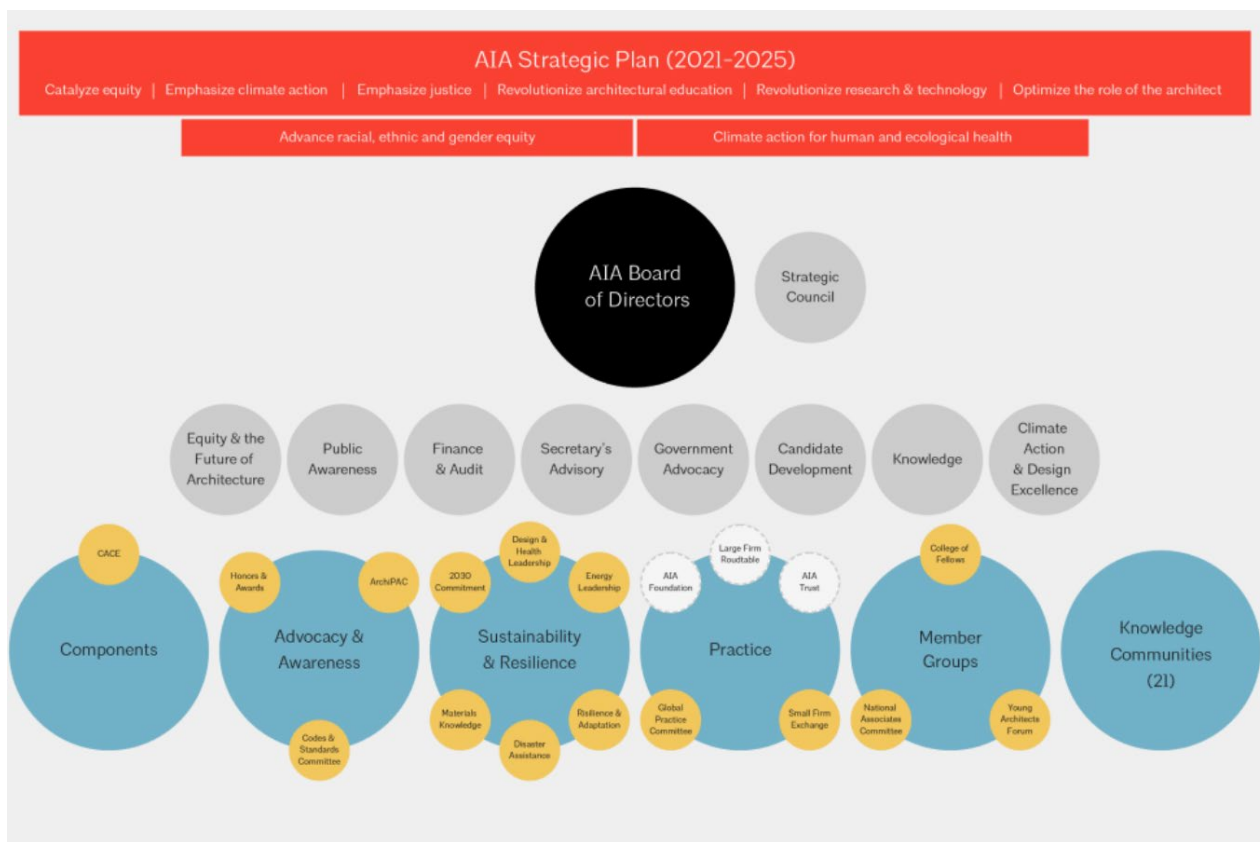 AIA Strategic Plan (2021-2025)
Catalyze equity | Emphasize climate action | Emphasize justice | Revolutionize architectural education | Revolutionize research & technology | Optimize the role of the architect
Advance racial, ethnic and gender equity
Climate action for human and ecological health
AIA Board
of Directors
Strategic
Council
Equity & the
Future of
Architecture
Public
Awareness
Finance
& Audit
Secretary's
Advisory
Government
Advocacy
Candidate
Development
Knowledge
Climate
Action
& Design
Excellence
CACE
Components
Honors &
Awards
ArchiPAC
Advocacy &
Awareness
Codes &
Standards
Committee
2030
Commitment
Design &
Health
Leadership
Energy
Leadership
Sustainability
& Resilience
Materials
Knowledge
Disaster
Assistance
Risilience &
Adaptation
AIA
Foundation
Large Firm
Roudtable
AIA
Trust
Practice
Global
Practice
Committee
Small Firm
Exchange
College of
Fellows
Member
Groups
National
Associates
Committee
Young
Architects
Forum
Knowledge
Communities
(21)